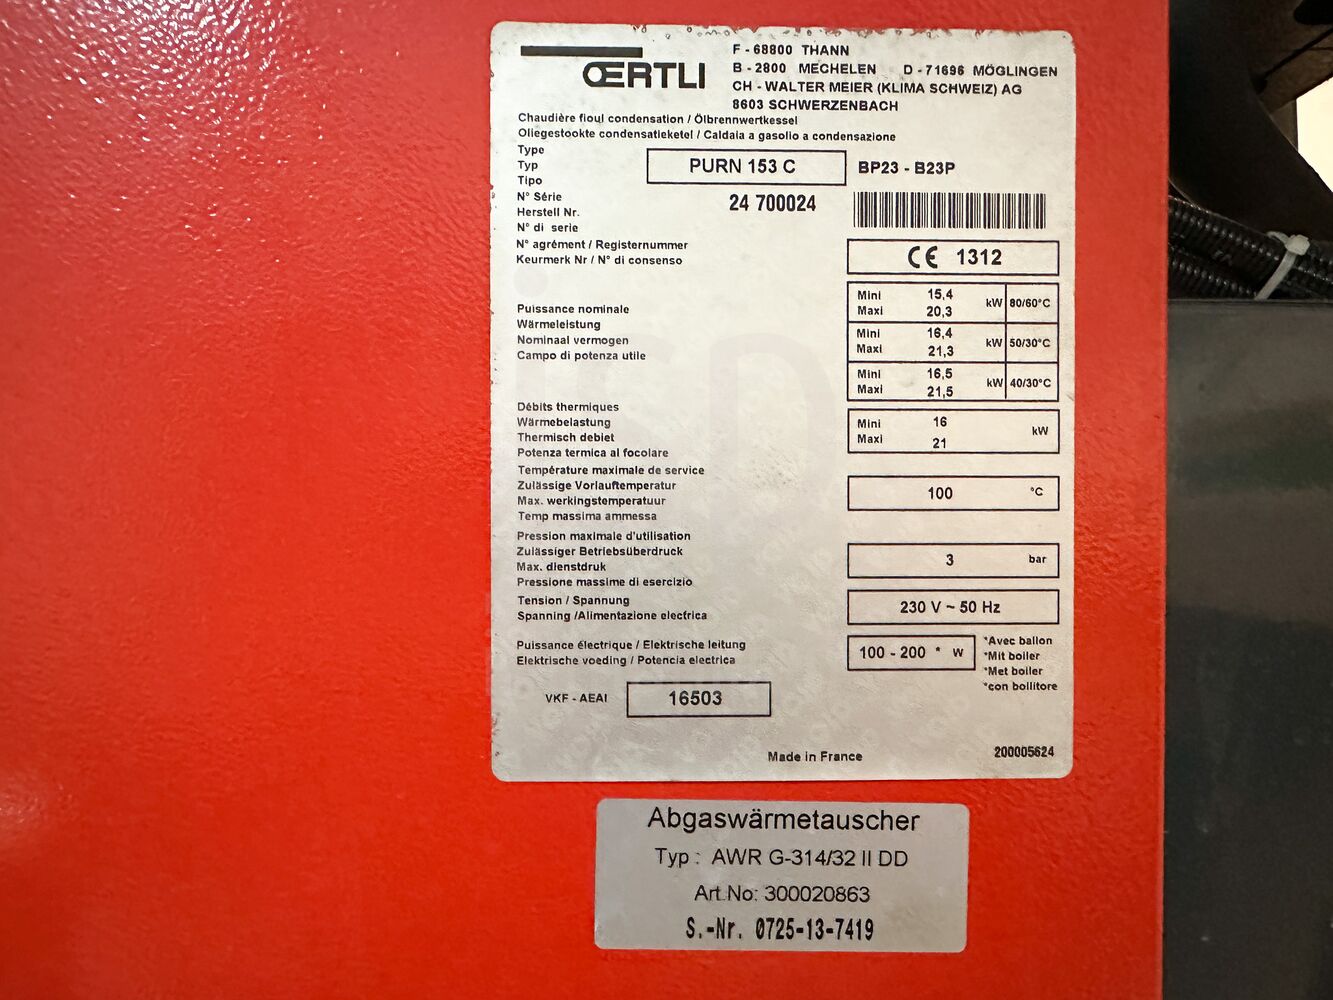 ŒRTLI
F - 68800 THANN
B - 2800 MECHELEN D - 71696 MÖGLINGEN
CH - WALTER MEIER (KLIMA SCHWEIZ) AG
8603 SCHWERZENBACH
Chaudière fioul condensation / Ölbrennwertkessel
Oliegestookte condensatieketel / Caldaia a gasolio a condensazione
Type
Typ
Tipo
PURN 153 C
BP23 - B23P
N° Série
Herstell Nr.
N° di serie
24 700024
N° agrément / Registernummer
Keurmerk Nr / N° di consenso
CE 1312
Puissance nominale
Wärmeleistung
Nominaal vermogen
Campo di potenza utile
Mini 15,4
Maxi 20,3
kW 80/60°C
Mini 16,4
Maxi 21,3
kW 50/30°C
Mini 16,5
Maxi 21,5
kW 40/30°C
Débits thermiques
Wärmebelastung
Thermisch debiet
Potenza termica al focolare
Mini 16
Maxi 21
kW
Température maximale de service
Zulässige Vorlauftemperatur
Max. werkingstemperatuur
Temp massima ammessa
100 °C
Pression maximale d'utilisation
Zulässiger Betriebsüberdruck
Max. dienstdruk
Pressione massime di esercizio
3 bar
Tension / Spannung
Spanning /Alimentazione elecfrica
230 V ~ 50 Hz
Puissance électrique / Elektrische leitung
Elektrische voeding / Potencia electrica
100 - 200 * W
*Avec ballon
*Mit boiler
*Met boiler
*con bollitore
VKF - AEAI 16503
Made in France
200005624
Abgaswärmetauscher
Typ : AWR G-314/32 II DD
Art.No: 300020863
S.-Nr. 0725-13-7419